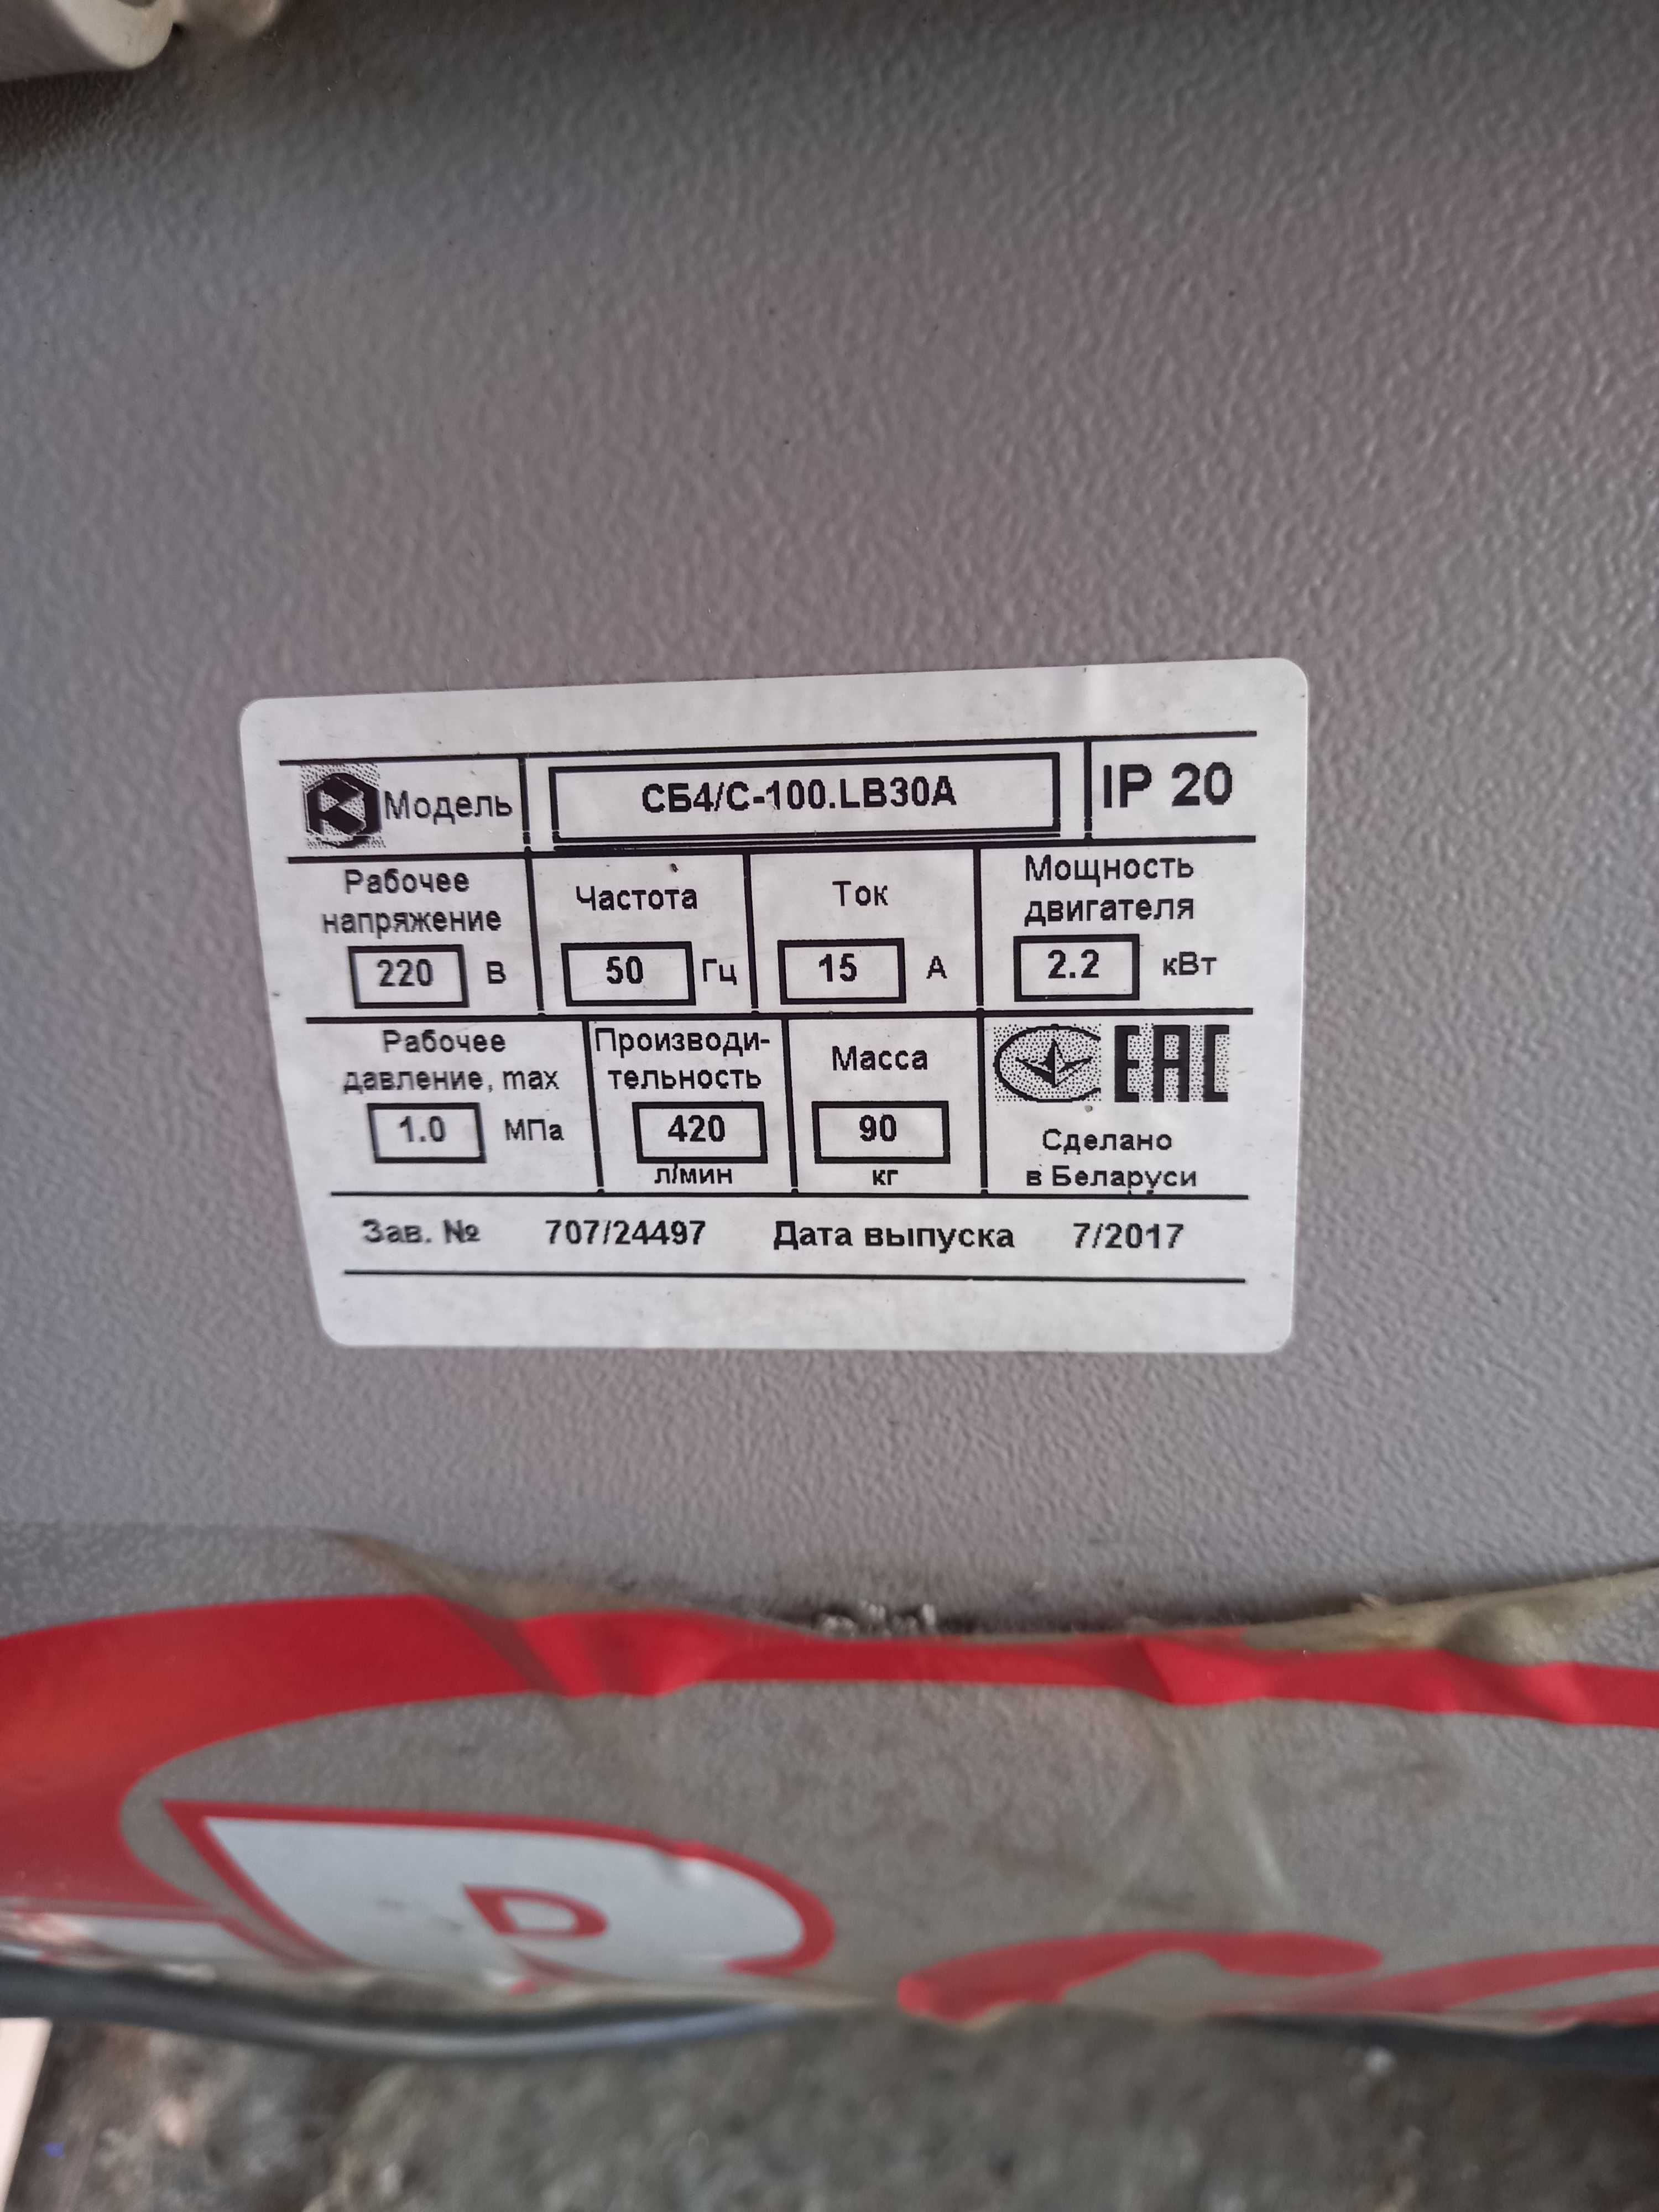 Модель СБ4/С-100.LB30A IP 20
Рабочее напряжение 220 В
Частота 50 Гц
Ток 15 А
Мощность двигателя 2.2 кВт
Рабочее давление, max 1.0 МПа
Производи-
тельность
420
л/мин
Масса 90 кг
ЕАС
Сделано
в Беларуси
Зав. № 707/24497 Дата выпуска 7/2017
D